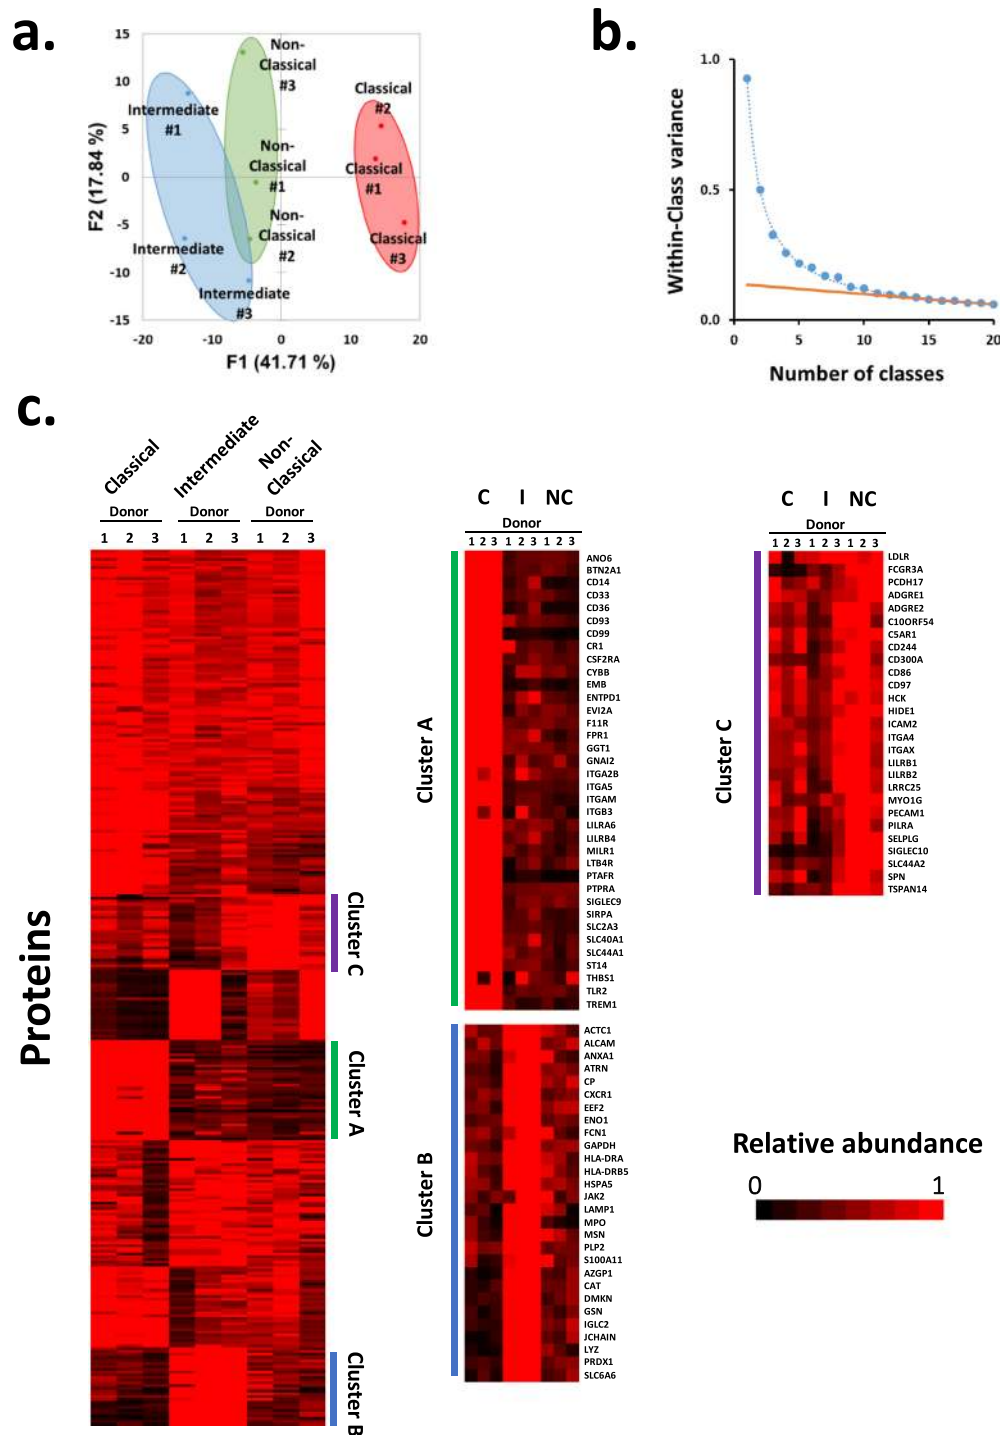 a.
15
10
5
0
-5
-10
-15
-20
-10
0
10
20
F2 (17.84 %)
F1 (41.71 %)
Non-
Classical
#3
Intermediate
#1
Non-
Classical
#1
Non-
Classical
#2
Intermediate
#2
Intermediate
#3
Classical
#2
Classical
#1
Classical
#3
b.
1.0
0.5
0.0
0
5
10
15
20
Within-Class variance
Number of classes
c.
Classical
Intermediate
Non-
Classical
Donor
Donor
Donor
1 2 3 1 2 3 1 2 3
Proteins
Cluster C
Cluster A
Cluster B
C I NC
Donor
1 2 3 1 2 3 1 2 3
Cluster A
ANO6
BTN2A1
CD14
CD33
CD36
CD93
CD99
CR1
CSF2RA
CYBB
EMB
ENTPD1
EVI2A
F11R
FPR1
GGT1
GNAI2
ITGA2B
ITGA5
ITGAM
ITGB3
LILRA6
LILRB4
MILR1
LTB4R
PTAFR
PTPRA
SIGLEC9
SIRPA
SLC2A3
SLC40A1
SLC44A1
ST14
THBS1
TLR2
TREM1
Cluster B
ACTC1
ALCAM
ANXA1
ATRN
CP
CXCR1
EEF2
ENO1
FCN1
GAPDH
HLA-DRA
HLA-DRB5
HSPA5
JAK2
LAMP1
MPO
MSN
PLP2
S100A11
AZGP1
CAT
DMKN
GSN
IGLC2
JCHAIN
LYZ
PRDX1
SLC6A6
C I NC
Donor
1 2 3 1 2 3 1 2 3
Cluster C
LDLR
FCGR3A
PCDH17
ADGRE1
ADGRE2
C10ORF54
C5AR1
CD244
CD300A
CD86
CD97
HCK
HIDE1
ICAM2
ITGA4
ITGAX
LILRB1
LILRB2
LRRC25
MYO1G
PECAM1
PILRA
SELPLG
SIGLEC10
SLC44A2
SPN
TSPAN14
Relative abundance
0 1